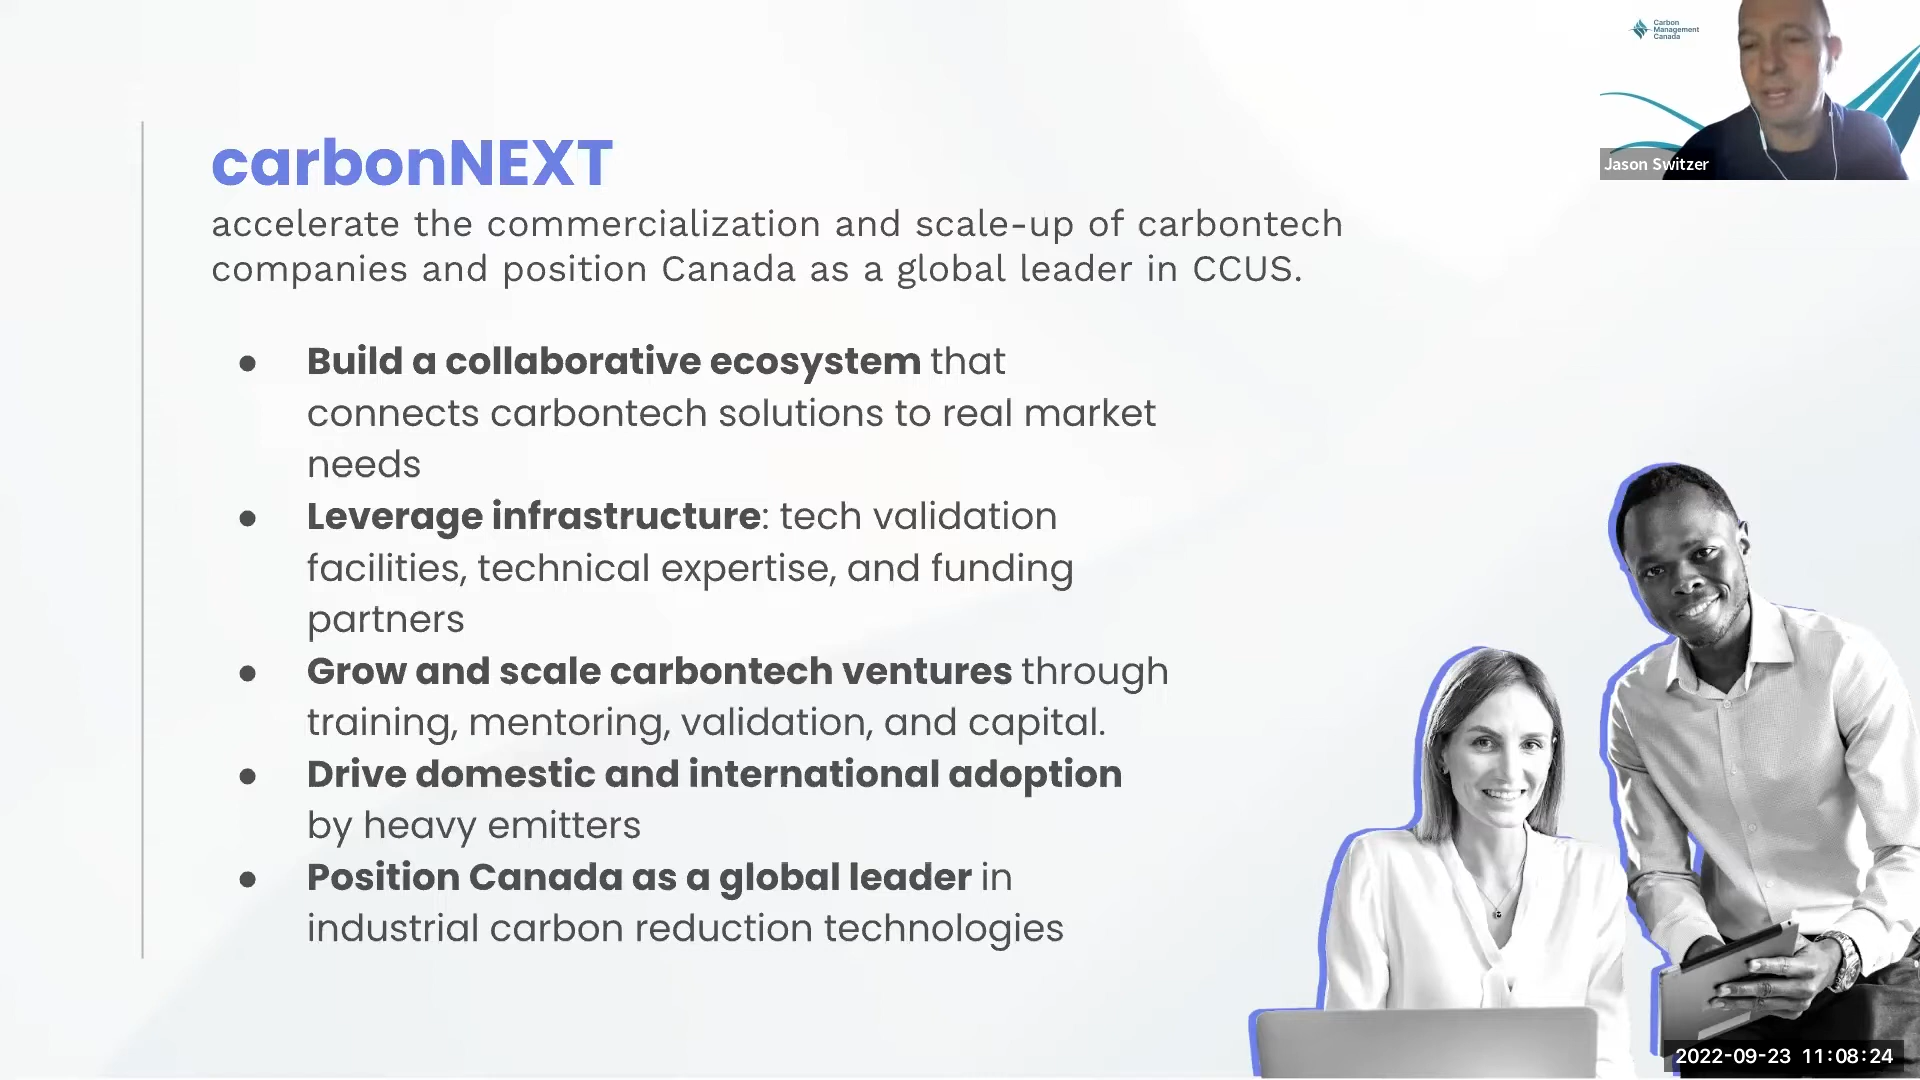 Carbon
Management
Canada
Jason Switzer
carbonNEXT
accelerate the commercialization and scale-up of carbontech
companies and position Canada as a global leader in CCUS.
● Build a collaborative ecosystem that
connects carbontech solutions to real market
needs
● Leverage infrastructure: tech validation
facilities, technical expertise, and funding
partners
● Grow and scale carbontech ventures through
training, mentoring, validation, and capital.
● Drive domestic and international adoption
by heavy emitters
● Position Canada as a global leader in
industrial carbon reduction technologies
2022-09-23 11:08:24